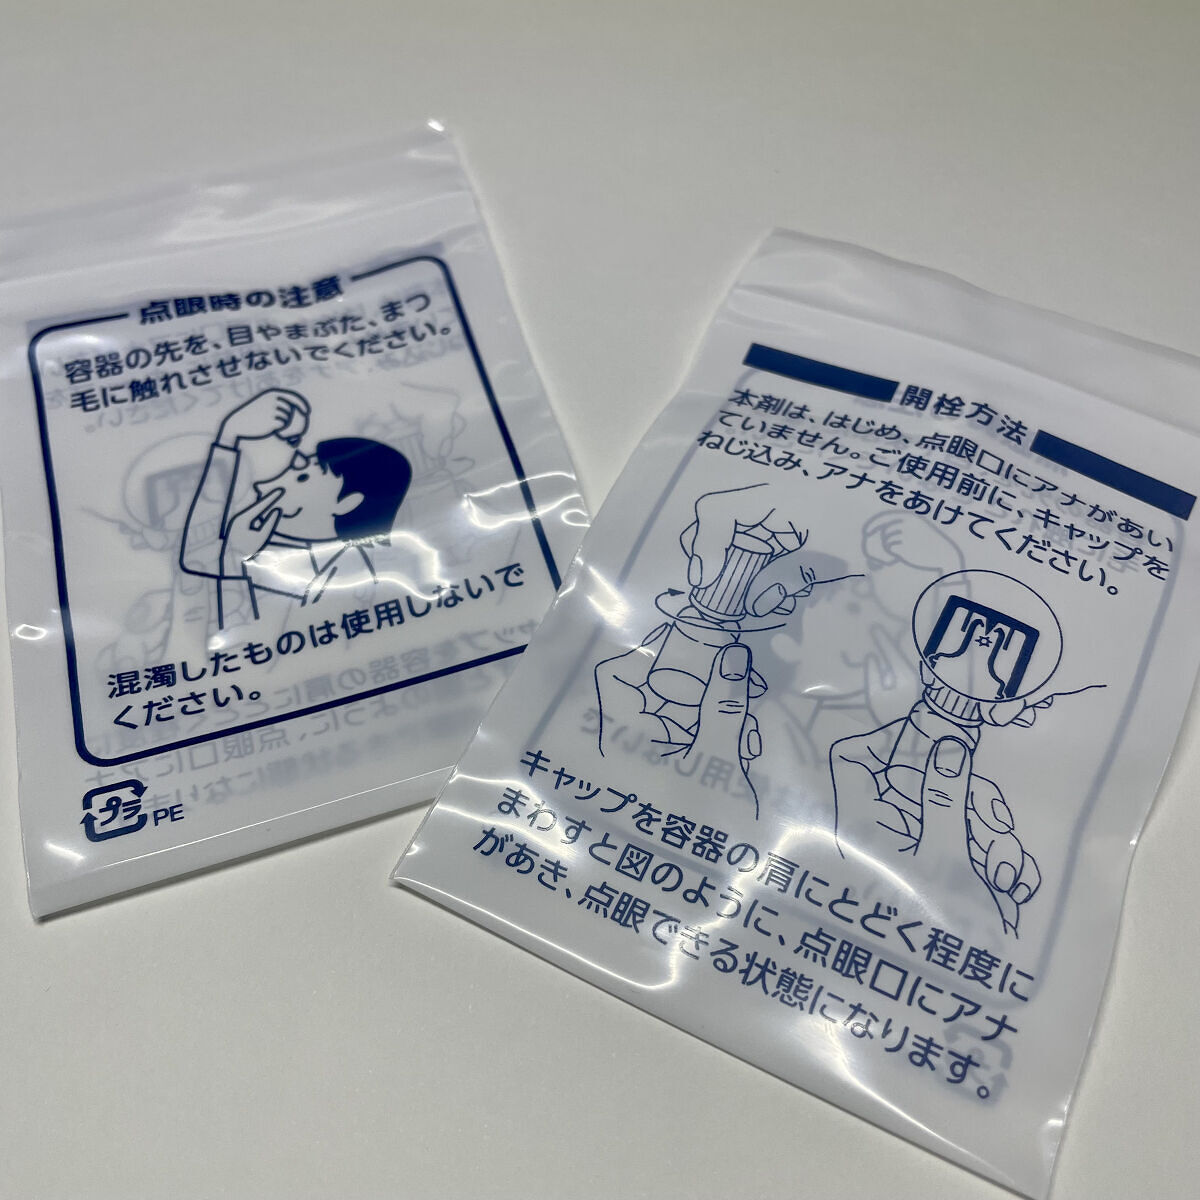 点眼時の注意
容器の先を、目やまぶた、まつ
毛に触れさせないでください。
混濁したものは使用しないで
ください。
プラ
PE
開栓方法
本剤は、はじめ、点眼口にアナがあい
ていません。ご使用前に、キャップを
ねじ込み、アナをあけてください。
キャップを容器の肩にとどく程度に
まわすと図のように、点眼口にアナ
があき、点眼できる状態になります。